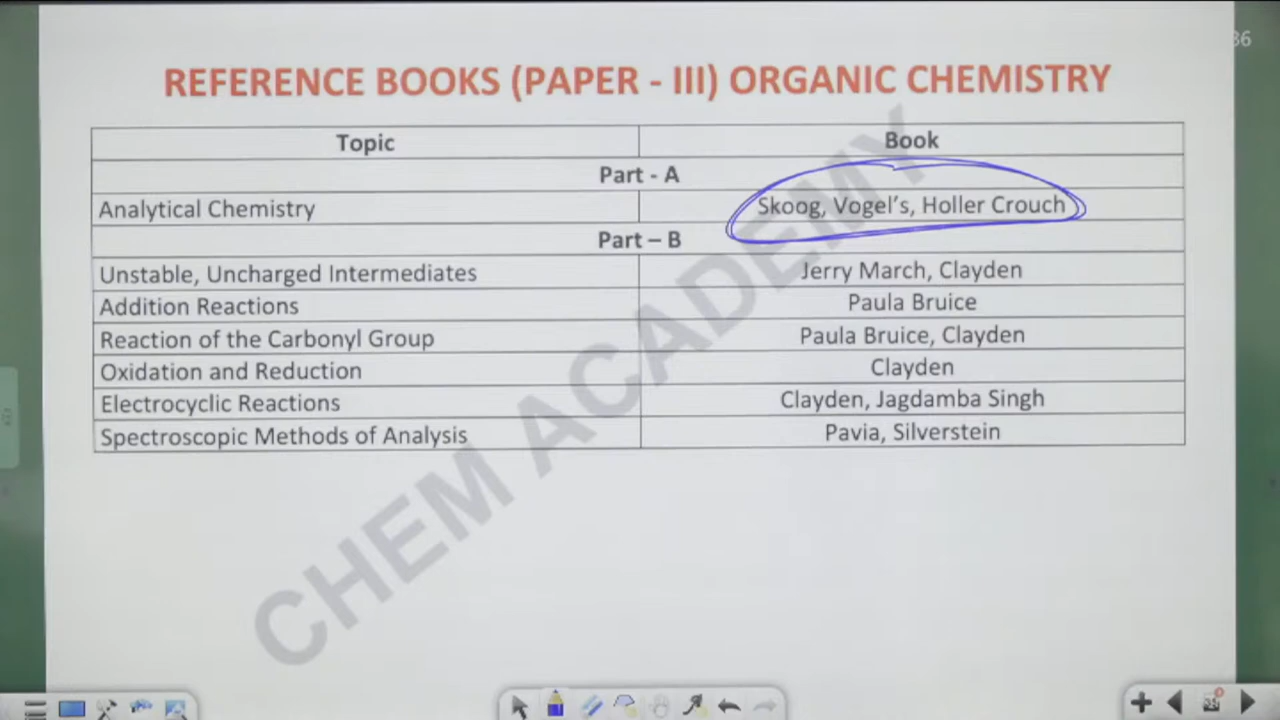 36
REFERENCE BOOKS (PAPER - III) ORGANIC CHEMISTRY
Topic Book
Part - A
Analytical Chemistry Skoog, Vogel's, Holler Crouch
Part – B
Unstable, Uncharged Intermediates Jerry March, Clayden
Addition Reactions Paula Bruice
Reaction of the Carbonyl Group Paula Bruice, Clayden
Oxidation and Reduction Clayden
Electrocyclic Reactions Clayden, Jagdamba Singh
Spectroscopic Methods of Analysis Pavia, Silverstein
CHEM ACADEMY